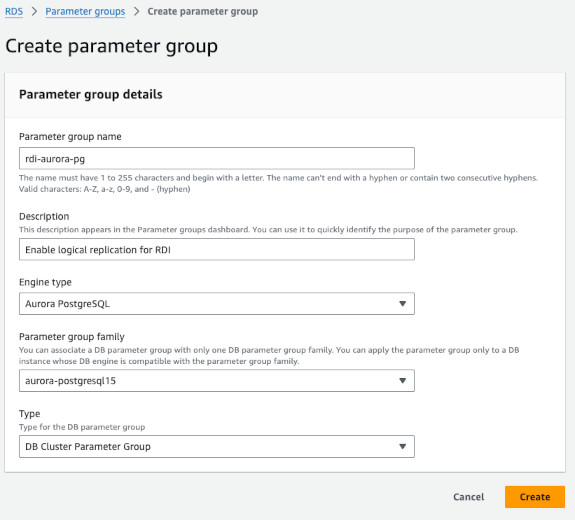 RDS > Parameter groups > Create parameter group
Create parameter group
Parameter group details
Parameter group name
rdi-aurora-pg
The name must have 1 to 255 characters and begin with a letter. The name can't end with a hyphen or contain two consecutive hyphens.
Valid characters: A-Z, a-z, 0-9, and - (hyphen)
Description
This description appears in the Parameter groups dashboard. You can use it to quickly identify the purpose of the parameter group.
Enable logical replication for RDI
Engine type
Aurora PostgreSQL
Parameter group family
You can associate a DB parameter group with only one DB parameter group family. You can apply the parameter group only to a DB
instance whose DB engine is compatible with the parameter group family.
aurora-postgresql15
Type
Type for the DB parameter group
DB Cluster Parameter Group
Cancel Create